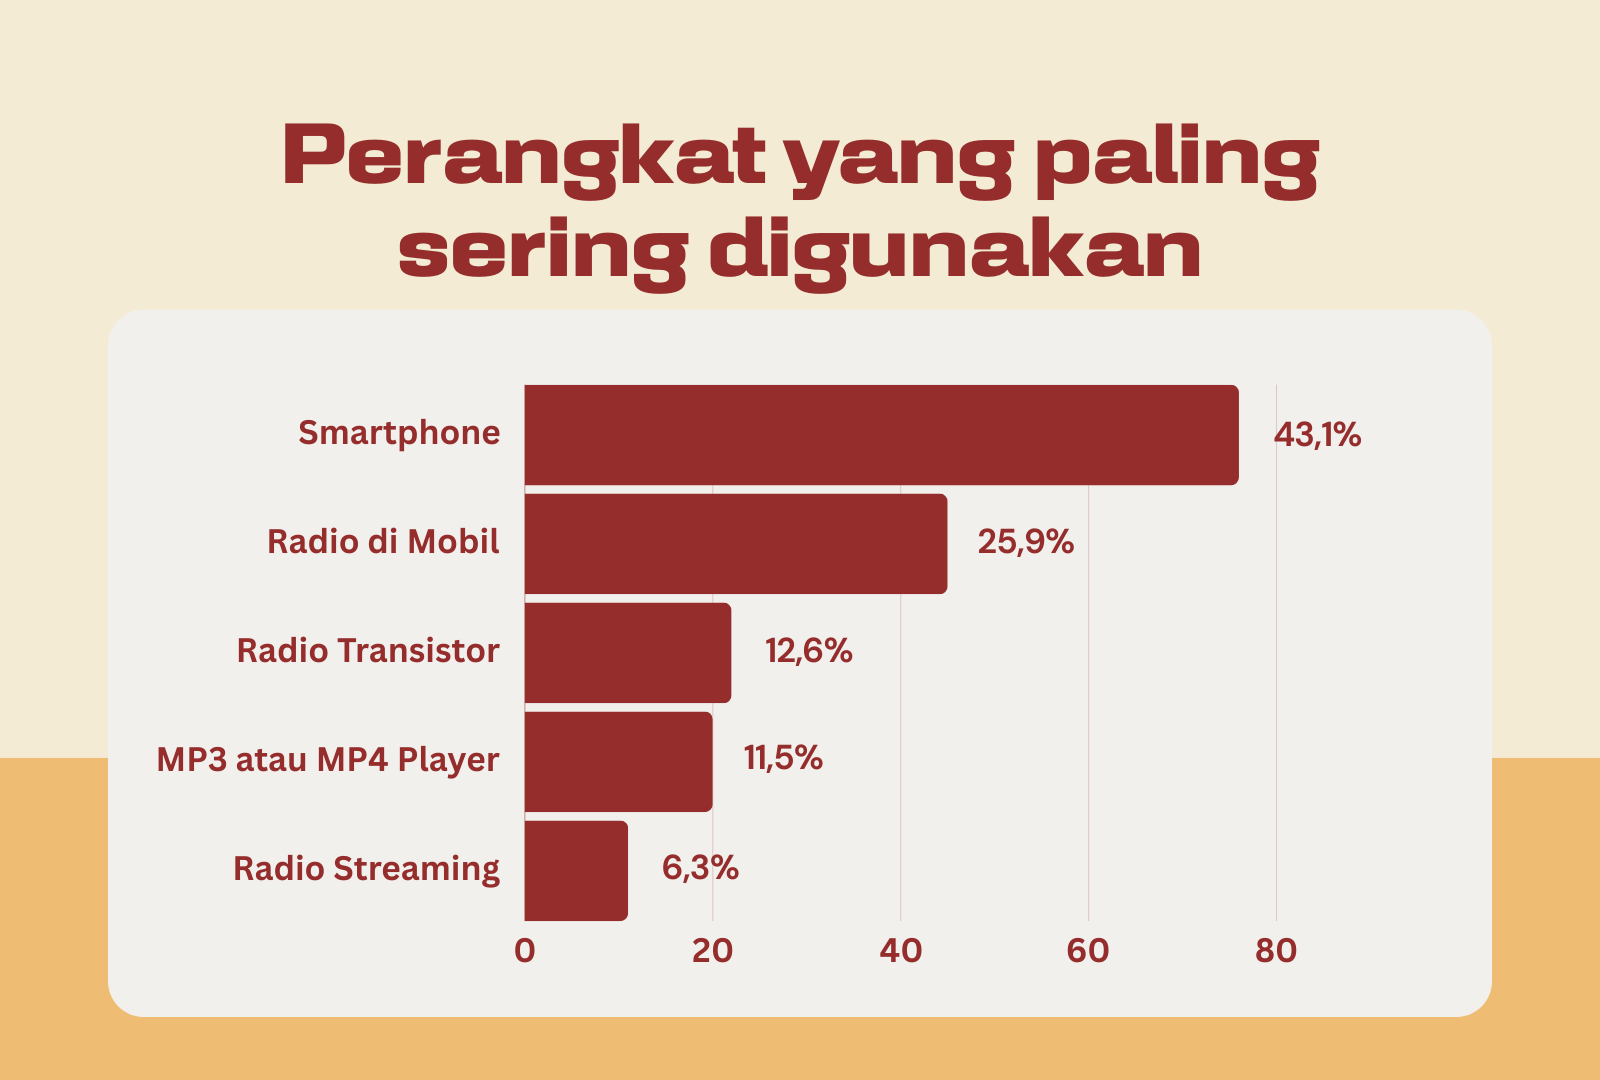 Perangkat yang paling
sering digunakan
Smartphone
43,1%
Radio di Mobil
25,9%
Radio Transistor
12,6%
MP3 atau MP4 Player
11,5%
Radio Streaming
6,3%
0 20 40 60 80